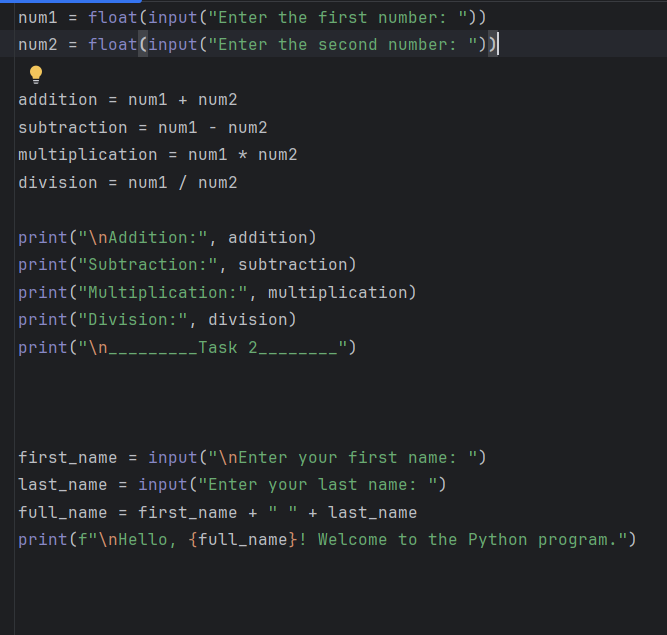 num1 = float(input("Enter the first number: "))
num2 = float(input("Enter the second number: "))
addition = num1 + num2
subtraction = num1 - num2
multiplication = num1 * num2
division = num1 / num2
print("\nAddition:", addition)
print("Subtraction:", subtraction)
print("Multiplication:", multiplication)
print("Division:", division)
print("\n_________Task 2________")
first_name = input("\nEnter your first name: ")
last_name = input("Enter your last name: ")
full_name = first_name + " " + last_name
print(f"\nHello, {full_name}! Welcome to the Python program.")